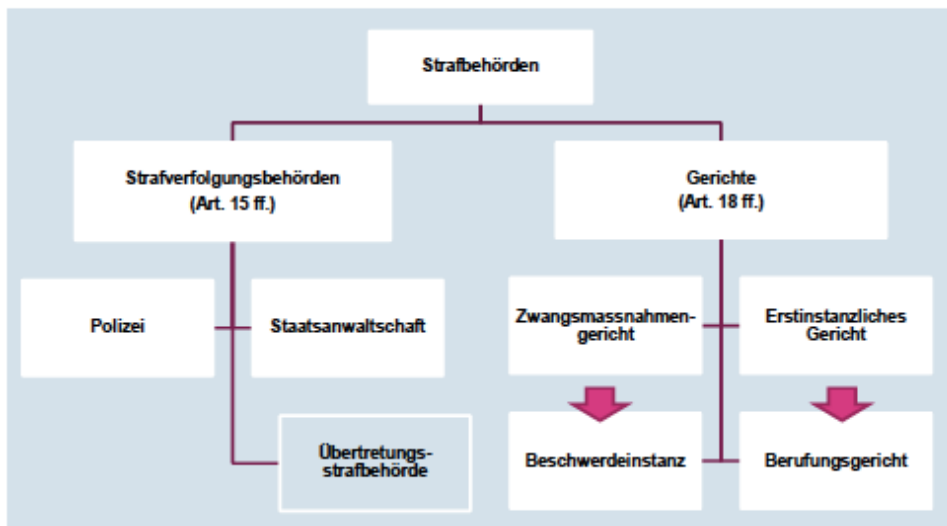 Strafbehörden
Strafverfolgungsbehörden
(Art. 15 ff.)
Gerichte
(Art. 18 ff.)
Polizei
Staatsanwaltschaft
Zwangsmassnahmen-
gericht
Erstinstanzliches
Gericht
Übertretungs-
strafbehörde
Beschwerdeinstanz
Berufungsgericht